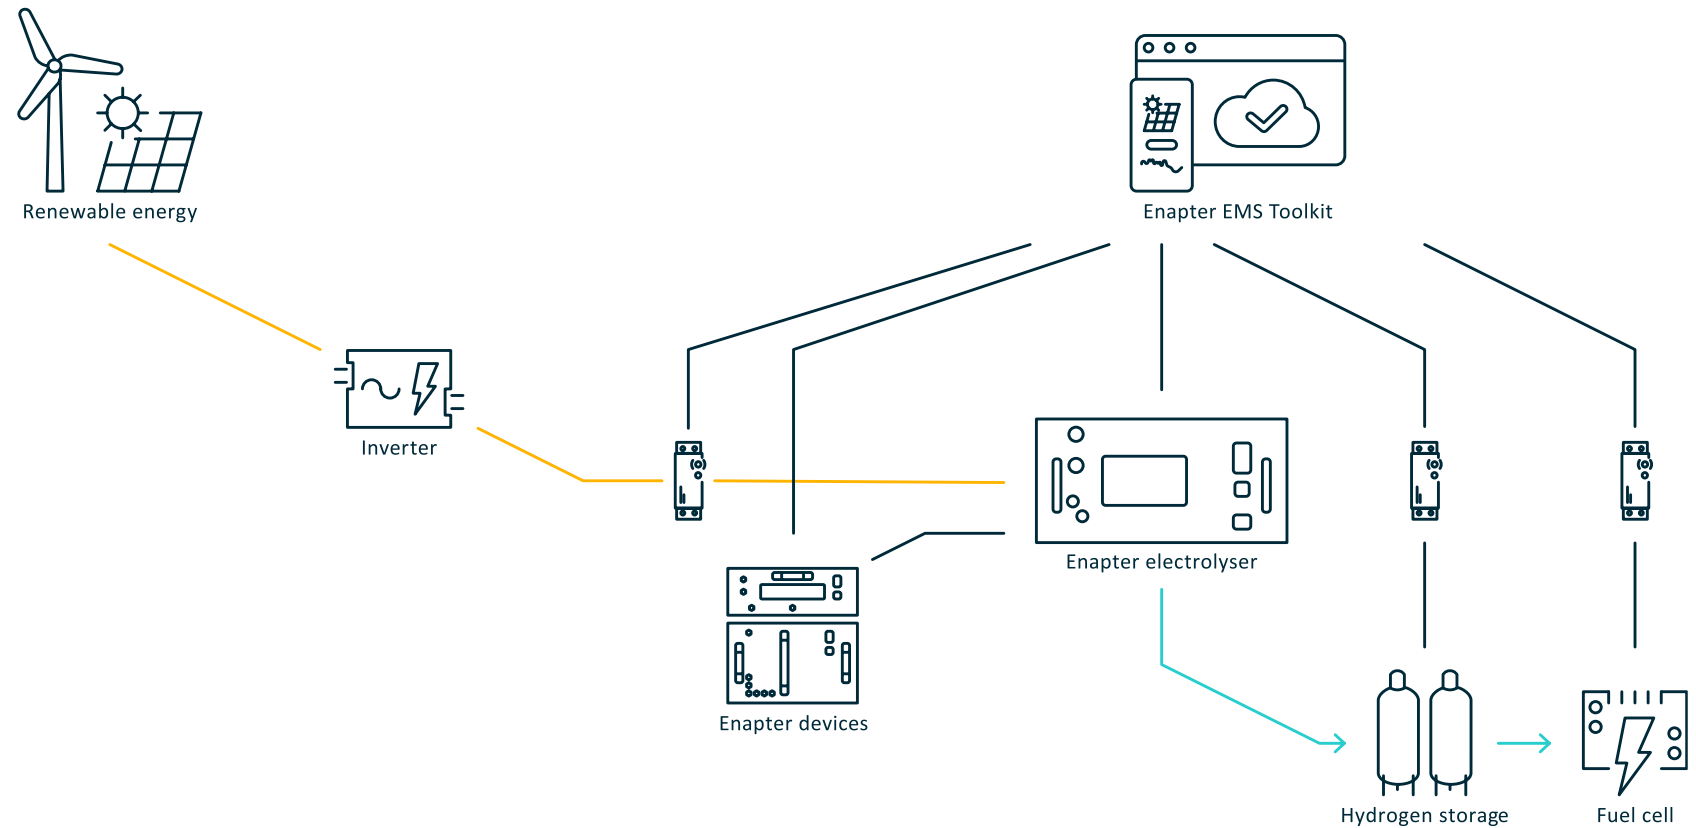 Renewable energy
Enapter EMS Toolkit
Inverter
Enapter electrolyser
Enapter devices
Hydrogen storage
Fuel cell